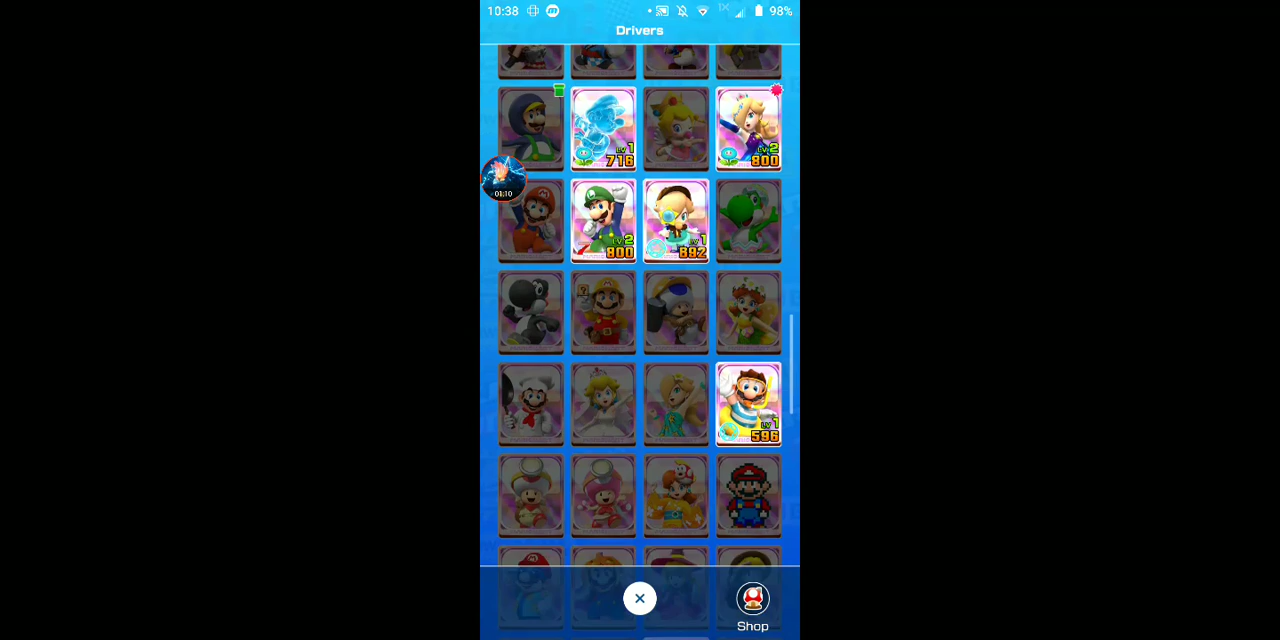 10:38 98%
Drivers
LV 1
716
LV 2
800
01:10
LV 2
800
LV 1
892
LV 1
596
Shop